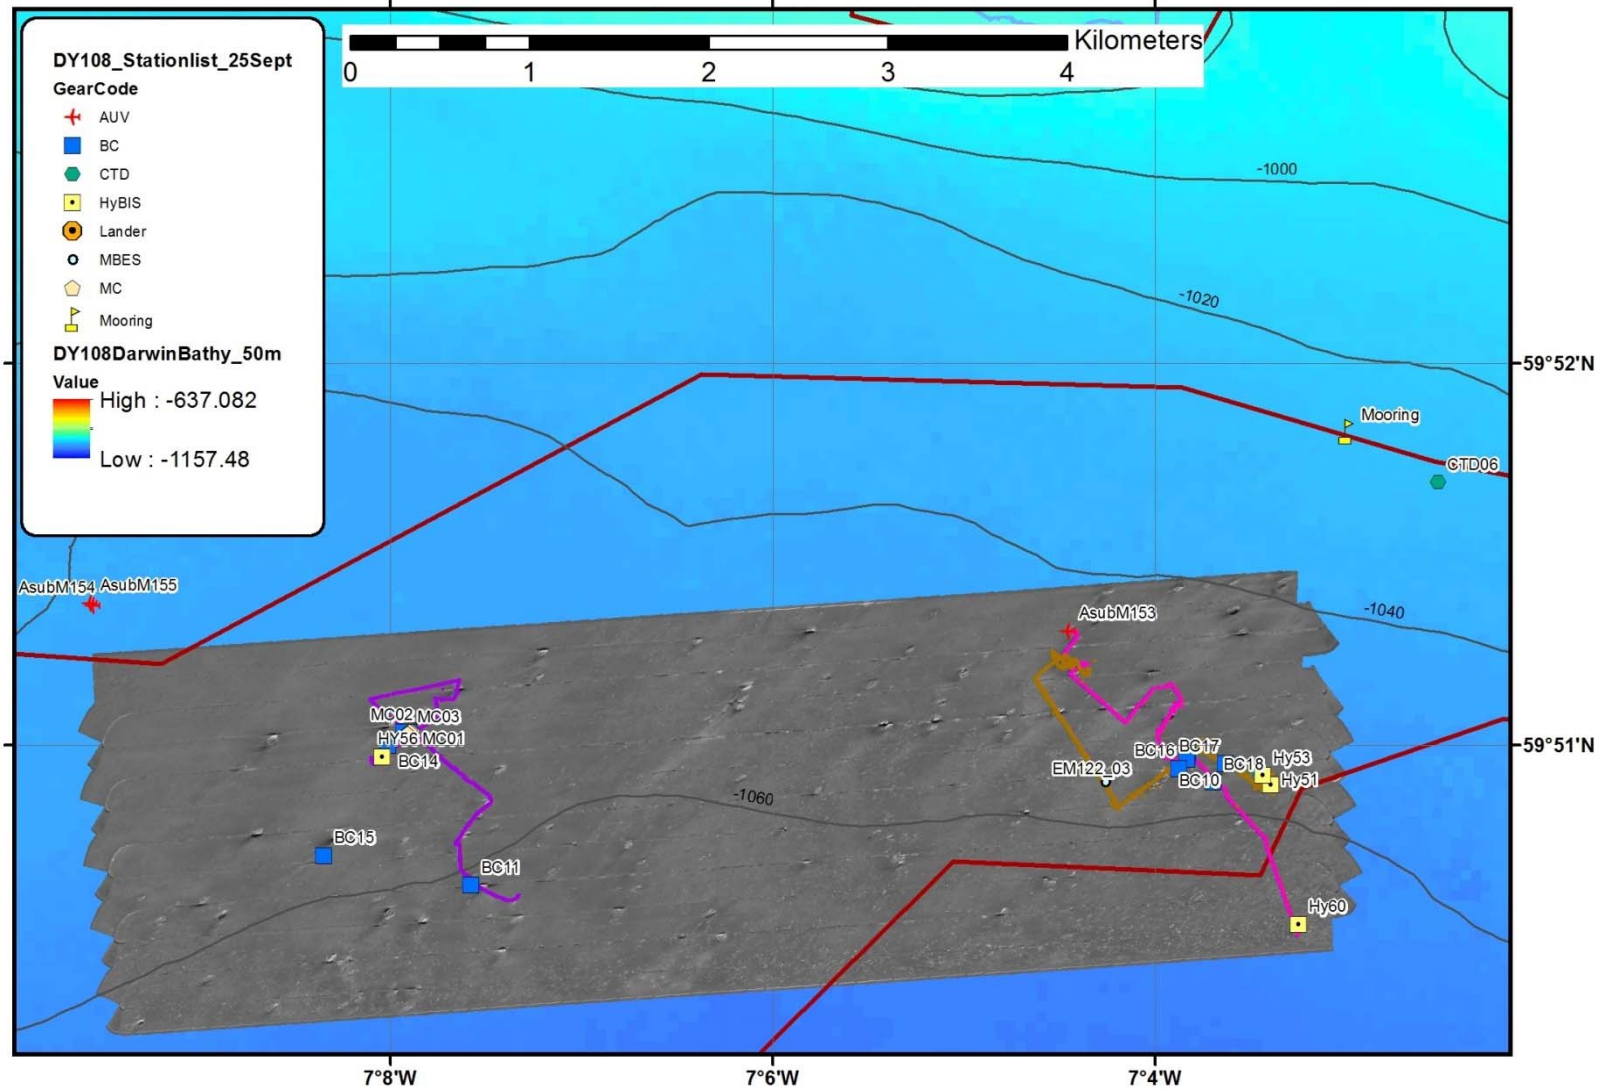 DY108_Stationlist_25Sept
GearCode
AUV
BC
CTD
HyBIS
Lander
MBES
MC
Mooring
DY108DarwinBathy_50m
Value
High : -637.082
Low : -1157.48
Kilometers
0 1 2 3 4
-1000
-1020
59°52'N
Mooring
CTD06
AsubM154 AsubM155
AsubM153
-1040
MC02 MC03
HY56 MC01
BC14
59°51'N
BC16 BC17
BC18 Hy53
EM122_03
BC10
Hy51
-1060
BC15
BC11
Hy60
7°8'W 7°6'W 7°4'W